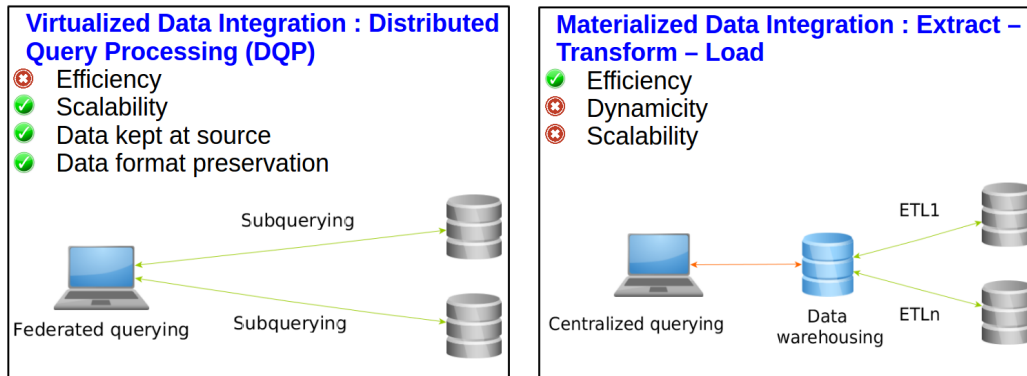 Virtualized Data Integration : Distributed
Query Processing (DQP)
Efficiency
Scalability
Data kept at source
Data format preservation
Subquerying
Subquerying
Federated querying
Materialized Data Integration : Extract –
Transform – Load
Efficiency
Dynamicity
Scalability
ETL1
ETLn
Centralized querying
Data
warehousing